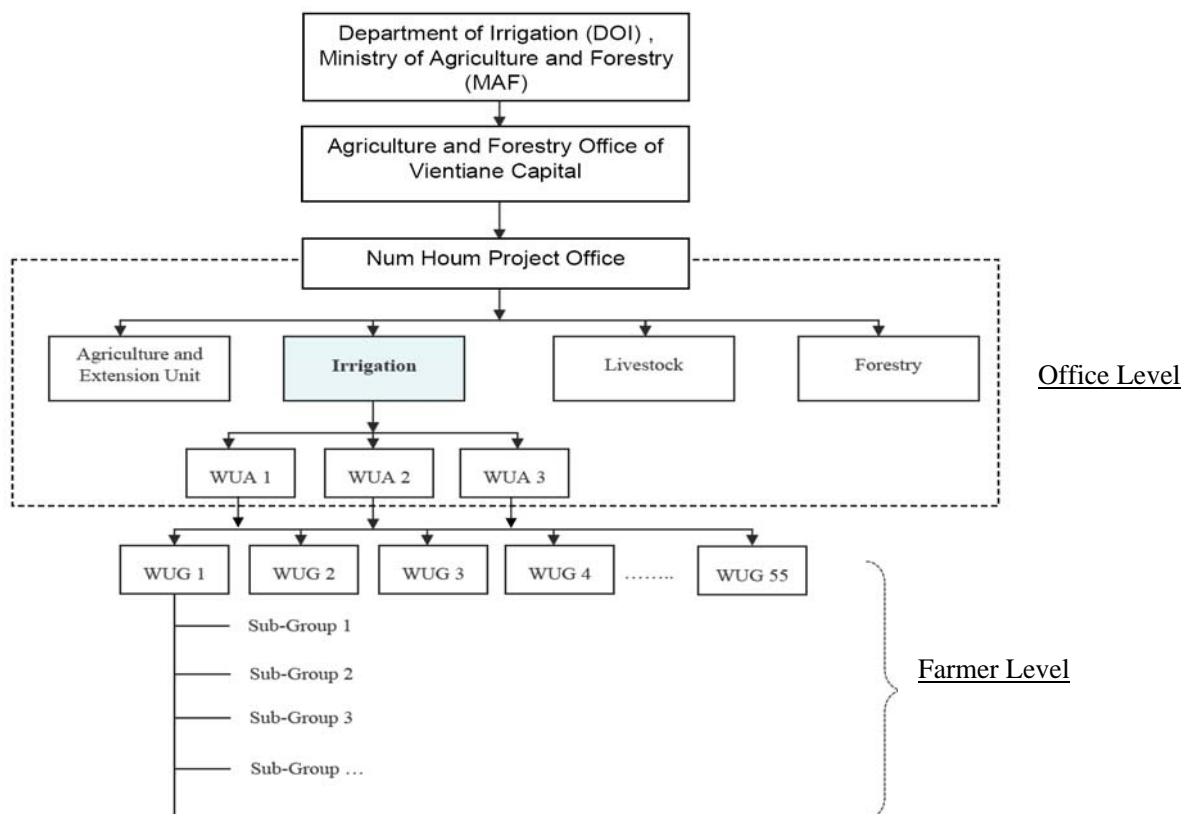 Department of Irrigation (DOI) ,
Ministry of Agriculture and Forestry
(MAF)
Agriculture and Forestry Office of
Vientiane Capital
Num Houm Project Office
Agriculture and
Extension Unit
Irrigation
Livestock
Forestry
Office Level
WUA 1
WUA 2
WUA 3
WUG 1
WUG 2
WUG 3
WUG 4
........
WUG 55
Sub-Group 1
Sub-Group 2
Farmer Level
Sub-Group 3
Sub-Group …